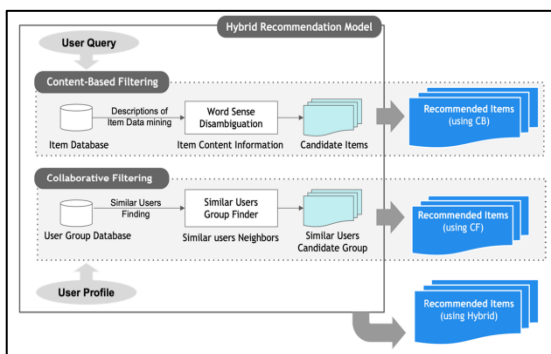 Hybrid Recommendation Model
User Query
Content-Based Filtering
Descriptions of
Item Data mining
Word Sense
Disambiguation
Item Database
Item Content Information
Candidate Items
Recommended Items
(using CB)
Collaborative Filtering
Similar Users
Finding
Similar Users
Group Finder
User Group Database
Similar users Neighbors
Similar Users
Candidate Group
Recommended Items
(using CF)
User Profile
Recommended Items
(using Hybrid)